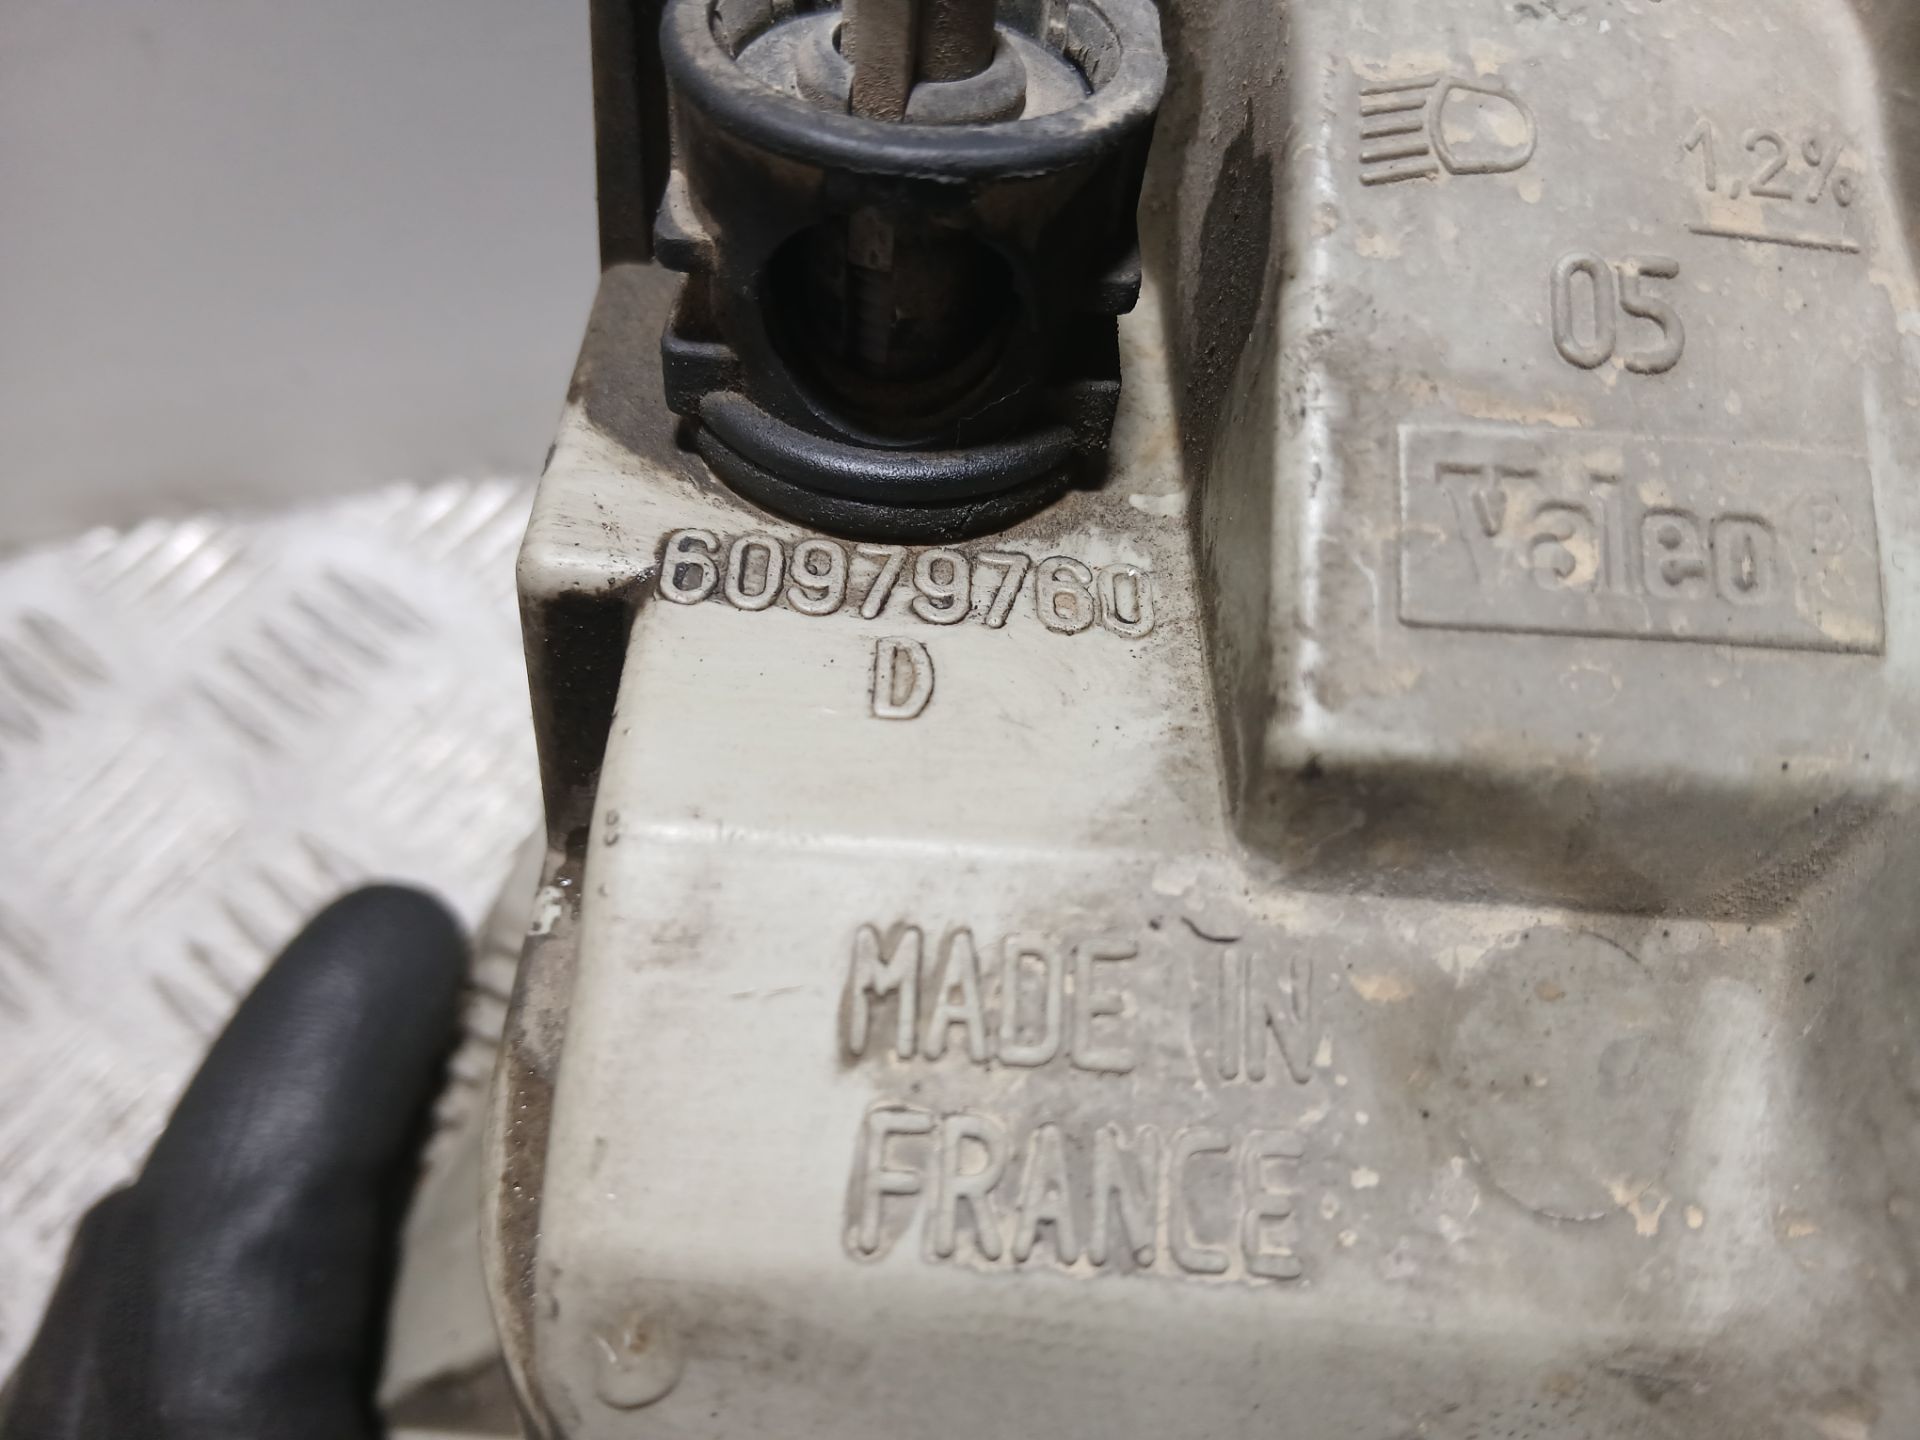 1,2%
05
Valeo
60979760
D
MADE IN
FRANCE